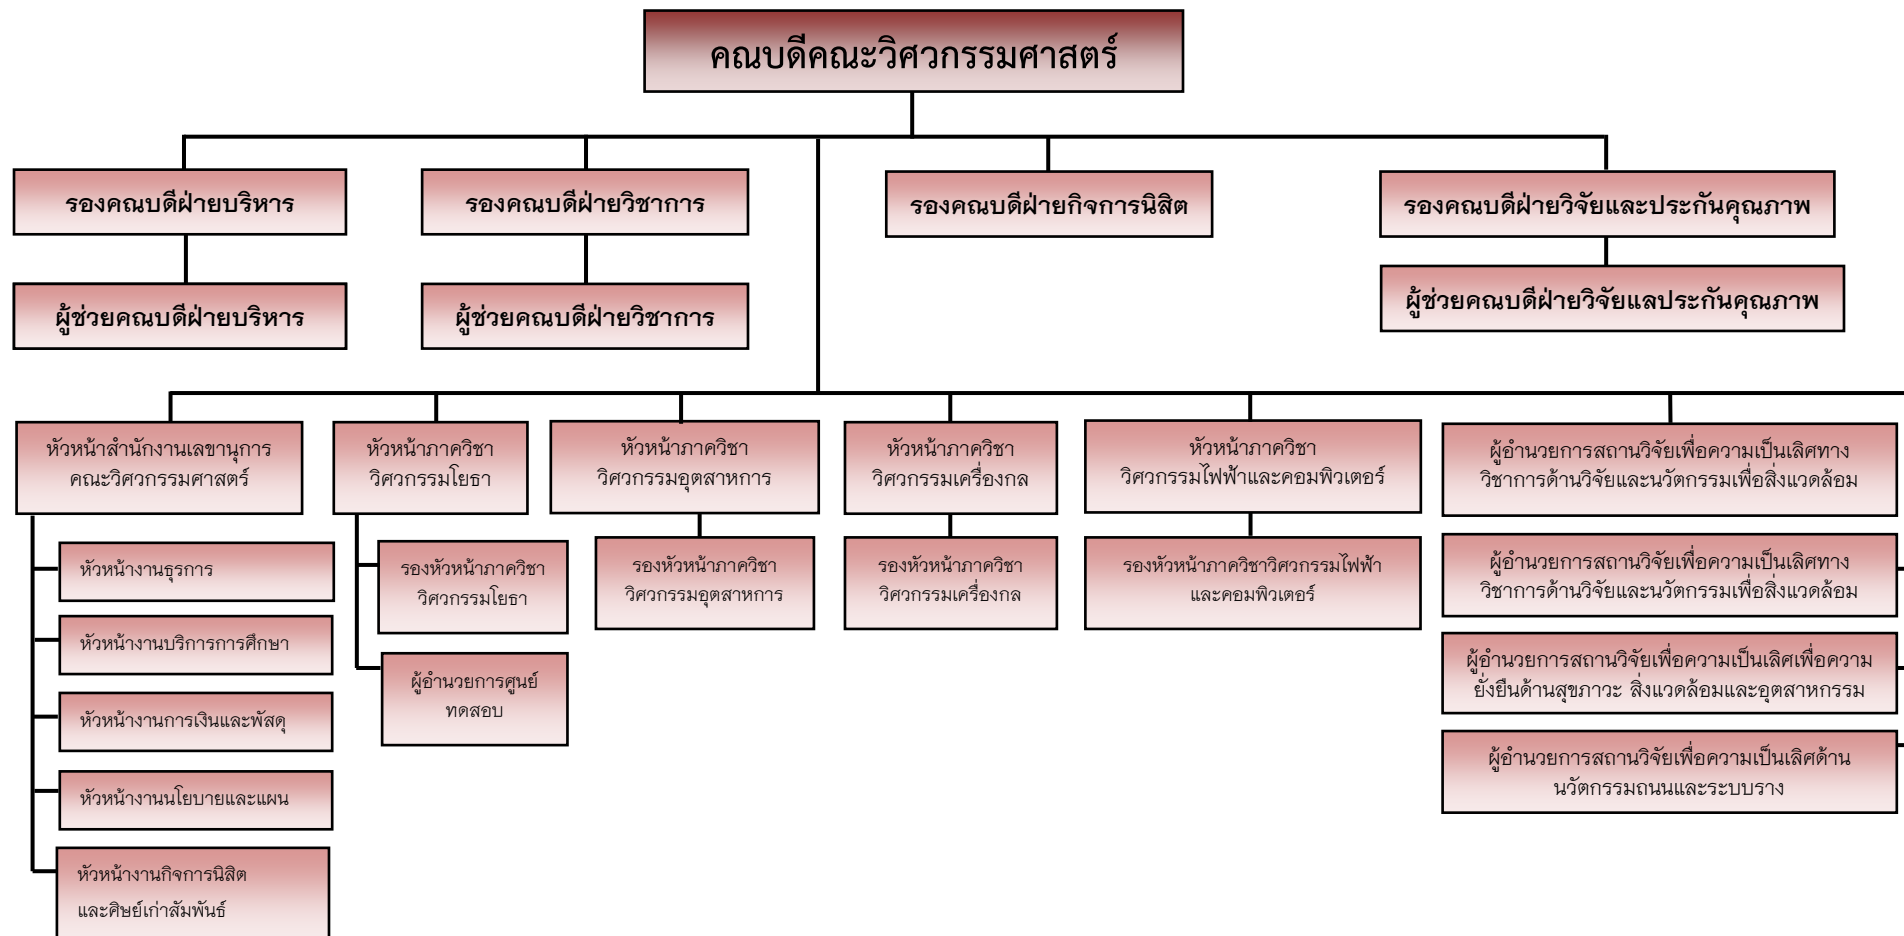 คณบดีคณะวิศวกรรมศาสตร์
รองคณบดีฝ่ายบริหาร
รองคณบดีฝ่ายวิชาการ
รองคณบดีฝ่ายกิจการนิสิต
รองคณบดีฝ่ายวิจัยและประกันคุณภาพ
ผู้ช่วยคณบดีฝ่ายบริหาร
ผู้ช่วยคณบดีฝ่ายวิชาการ
ผู้ช่วยคณบดีฝ่ายวิจัยแลประกันคุณภาพ
หัวหน้าสำนักงานเลขานุการ
คณะวิศวกรรมศาสตร์
หัวหน้าภาควิชา
วิศวกรรมโยธา
หัวหน้าภาควิชา
วิศวกรรมอุตสาหการ
หัวหน้าภาควิชา
วิศวกรรมเครื่องกล
หัวหน้าภาควิชา
วิศวกรรมไฟฟ้าและคอมพิวเตอร์
ผู้อำนวยการสถานวิจัยเพื่อความเป็นเลิศทาง
วิชาการด้านวิจัยและนวัตกรรมเพื่อสิ่งแวดล้อม
หัวหน้างานธุรการ
หัวหน้างานบริการการศึกษา
หัวหน้างานการเงินและพัสดุ
หัวหน้างานนโยบายและแผน
หัวหน้างานกิจการนิสิต
และศิษย์เก่าสัมพันธ์
รองหัวหน้าภาควิชา
วิศวกรรมโยธา
ผู้อำนวยการศูนย์
ทดสอบ
รองหัวหน้าภาควิชา
วิศวกรรมอุตสาหการ
รองหัวหน้าภาควิชา
วิศวกรรมเครื่องกล
รองหัวหน้าภาควิชาวิศวกรรมไฟฟ้า
และคอมพิวเตอร์
ผู้อำนวยการสถานวิจัยเพื่อความเป็นเลิศทาง
วิชาการด้านวิจัยและนวัตกรรมเพื่อสิ่งแวดล้อม
ผู้อำนวยการสถานวิจัยเพื่อความเป็นเลิศเพื่อความ
ยั่งยืนด้านสุขภาวะ สิ่งแวดล้อมและอุตสาหกรรม
ผู้อำนวยการสถานวิจัยเพื่อความเป็นเลิศด้าน
นวัตกรรมถนนและระบบราง